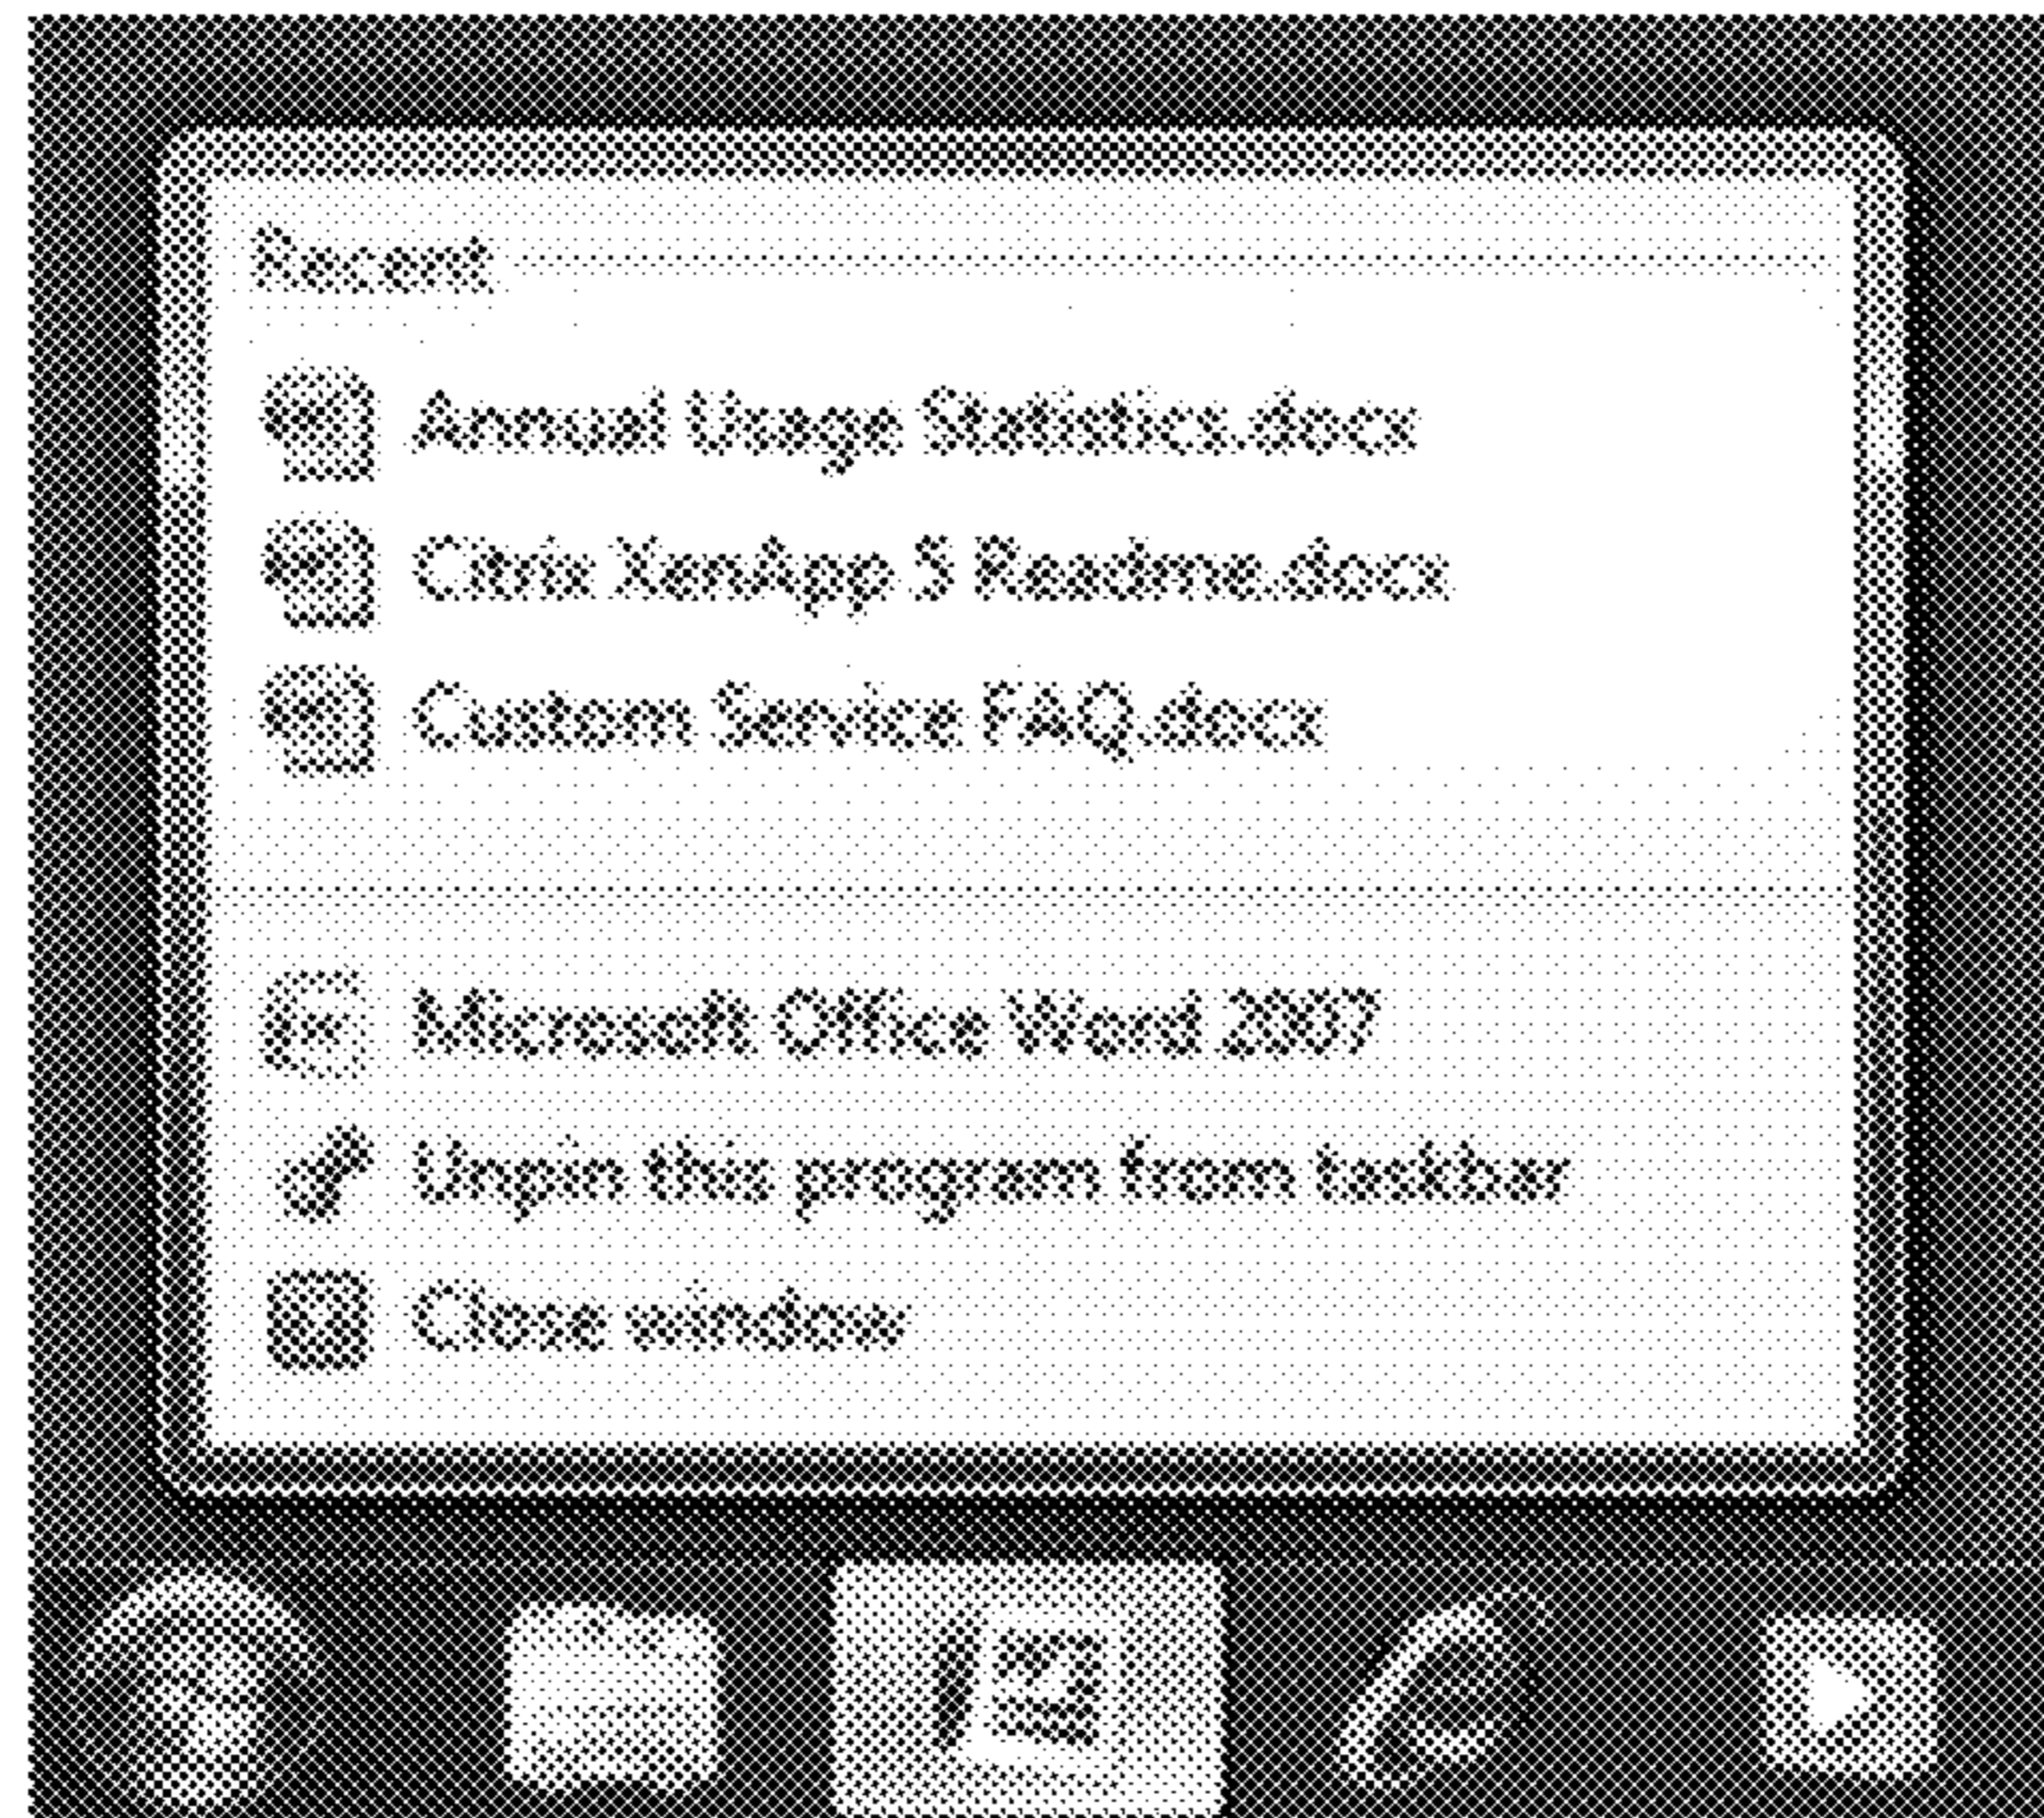 Recent
Annual Usage Statistics.docx
Citrix XenApp 5 Readme.docx
Custom Service FAQ.docx
Microsoft Office Word 2007
Unpin this program from taskbar
Close window